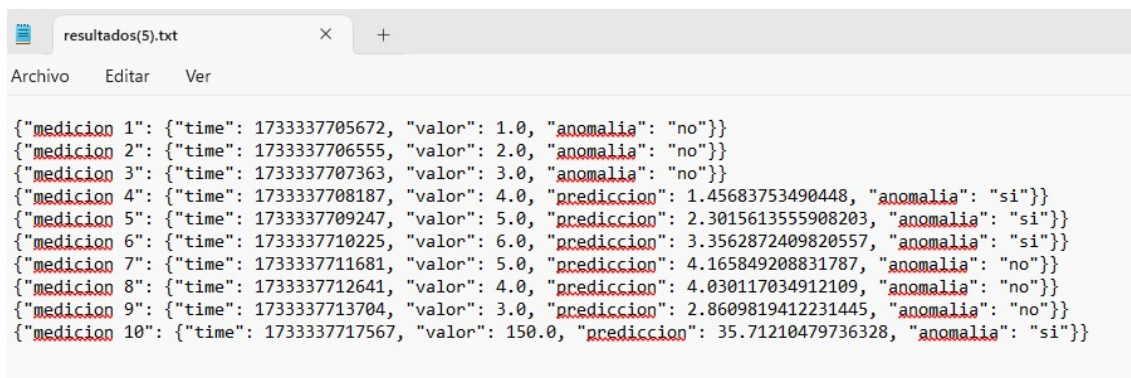 resultados(5).txt
Archivo Editar Ver
{"medicion 1": {"time": 1733337705672, "valor": 1.0, "anomalia": "no"}}
{"medicion 2": {"time": 1733337706555, "valor": 2.0, "anomalia": "no"}}
{"medicion 3": {"time": 1733337707363, "valor": 3.0, "anomalia": "no"}}
{"medicion 4": {"time": 1733337708187, "valor": 4.0, "prediccion": 1.45683753490448, "anomalia": "si"}}
{"medicion 5": {"time": 1733337709247, "valor": 5.0, "prediccion": 2.3015613555908203, "anomalia": "si"}}
{"medicion 6": {"time": 1733337710225, "valor": 6.0, "prediccion": 3.3562872409820557, "anomalia": "si"}}
{"medicion 7": {"time": 1733337711681, "valor": 5.0, "prediccion": 4.165849208831787, "anomalia": "no"}}
{"medicion 8": {"time": 1733337712641, "valor": 4.0, "prediccion": 4.030117034912109, "anomalia": "no"}}
{"medicion 9": {"time": 1733337713704, "valor": 3.0, "prediccion": 2.8609819412231445, "anomalia": "no"}}
{"medicion 10": {"time": 1733337717567, "valor": 150.0, "prediccion": 35.71210479736328, "anomalia": "si"}}